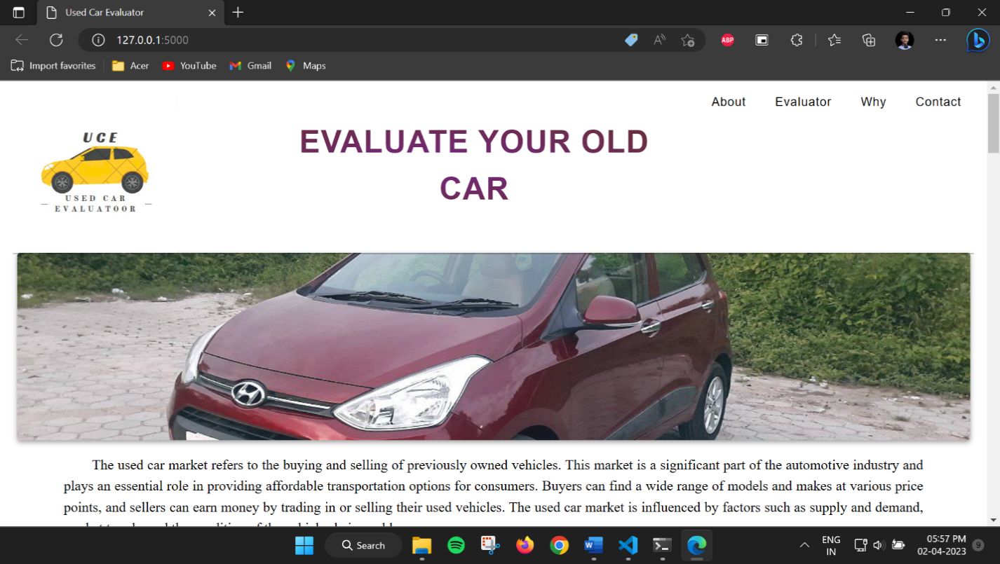 Used Car Evaluator
127.0.0.1:5000
ABP
Import favorites
Acer
YouTube
Gmail
Maps
About
Evaluator
Why
Contact
UCE
USED CAR
EVALUATOOR
EVALUATE YOUR OLD
CAR
The used car market refers to the buying and selling of previously owned vehicles. This market is a significant part of the automotive industry and
plays an essential role in providing affordable transportation options for consumers. Buyers can find a wide range of models and makes at various price
points, and sellers can earn money by trading in or selling their used vehicles. The used car market is influenced by factors such as supply and demand,
Search
ENG
IN
05:57 PM
02-04-2023
9